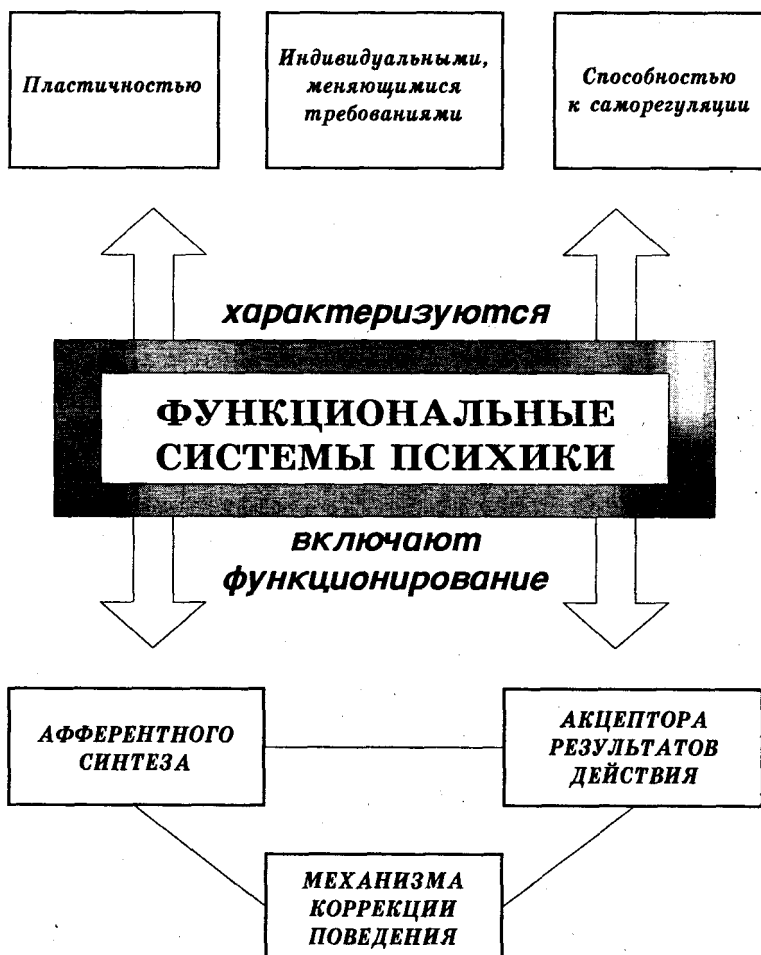 Пластичностью
Индивидуальными,
меняющимися
требованиями
Способностью
к саморегуляции
характеризуются
ФУНКЦИОНАЛЬНЫЕ
СИСТЕМЫ ПСИХИКИ
включают
функционирование
АФФЕРЕНТНОГО
СИНТЕЗА
АКЦЕПТОРА
РЕЗУЛЬТАТОВ
ДЕЙСТВИЯ
МЕХАНИЗМА
КОРРЕКЦИИ
ПОВЕДЕНИЯ